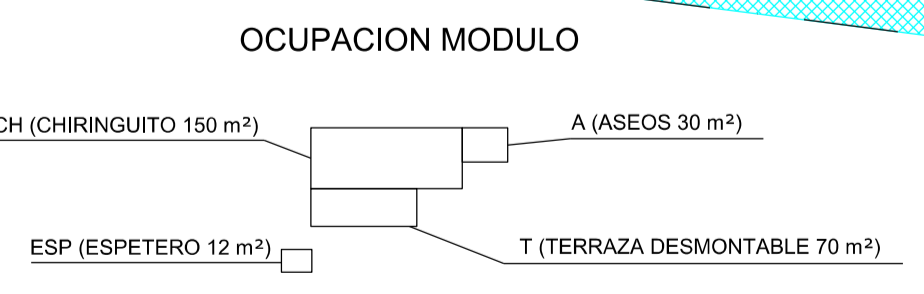 OCUPACION MODULO
CH (CHIRINGUITO 150 m²)
A (ASEOS 30 m²)
ESP (ESPETERO 12 m²)
T (TERRAZA DESMONTABLE 70 m²)